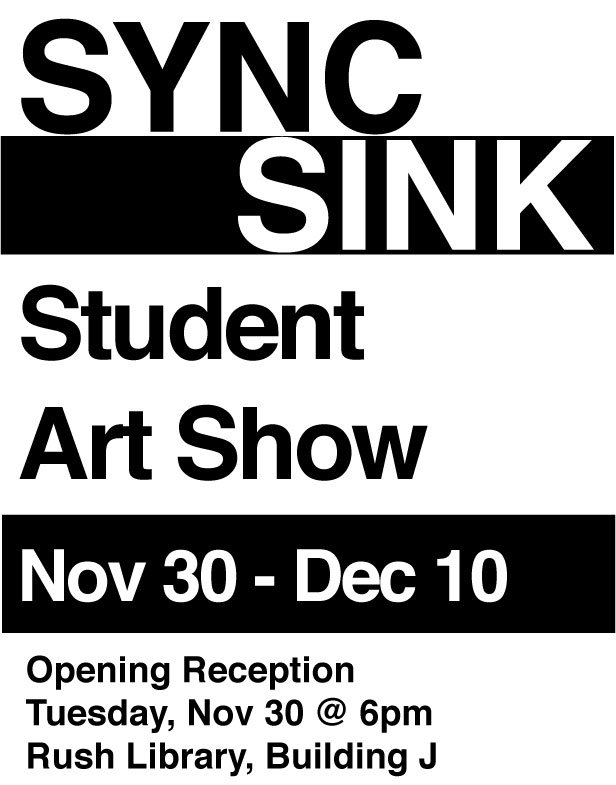 SYNC
SINK
Student
Art Show
Nov 30 - Dec 10
Opening Reception
Tuesday, Nov 30 @ 6pm
Rush Library, Building J